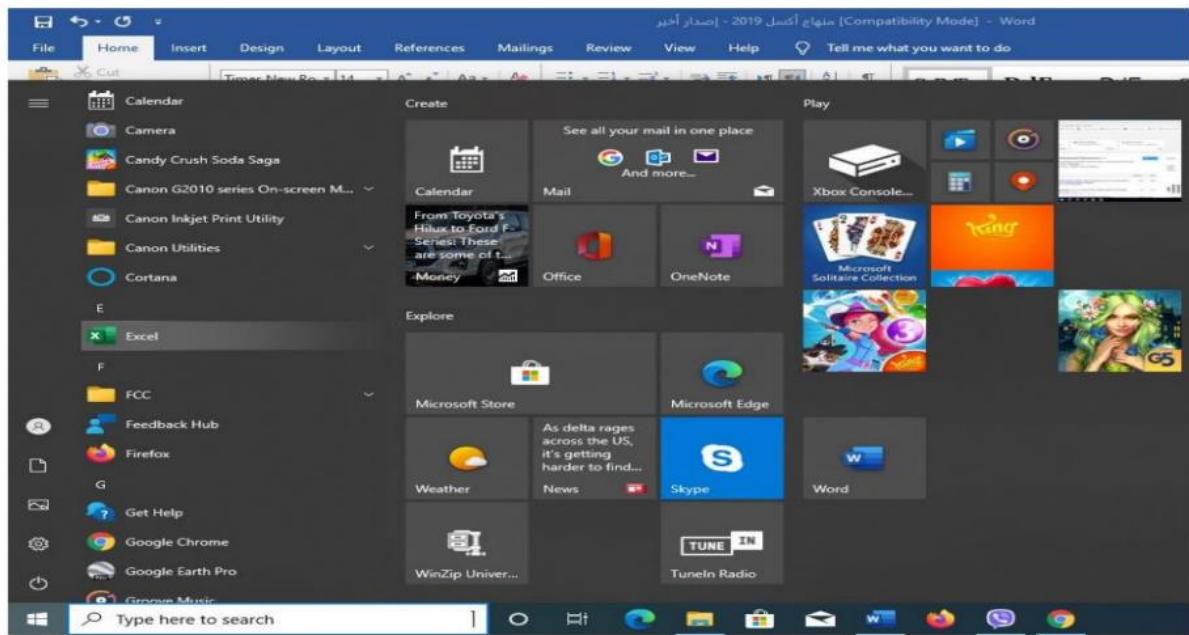 منهاج أكسل 2019 - إصدار أخير [Compatibility Mode] - Word
File Home Insert Design Layout References Mailings Review View Help Tell me what you want to do
Cut
Times New Ro 14
Calendar
Camera
Candy Crush Soda Saga
Canon G2010 series On-screen M...
Canon Inkjet Print Utility
Canon Utilities
Cortana
E
Excel
F
FCC
Feedback Hub
Firefox
G
Get Help
Google Chrome
Google Earth Pro
Groove Music
Create
Calendar
See all your mail in one place
And more...
Mail
From Toyota's
Hilux to Ford F-
Series: These
are some of t...
Money
Office
OneNote
Explore
Microsoft Store
Microsoft Edge
Weather
As delta rages
across the US,
it's getting
harder to find...
News
Skype
WinZip Univer...
TUNE IN
TuneIn Radio
Play
Xbox Console...
Microsoft
Solitaire Collection
King
3
King
G5
Word
Type here to search